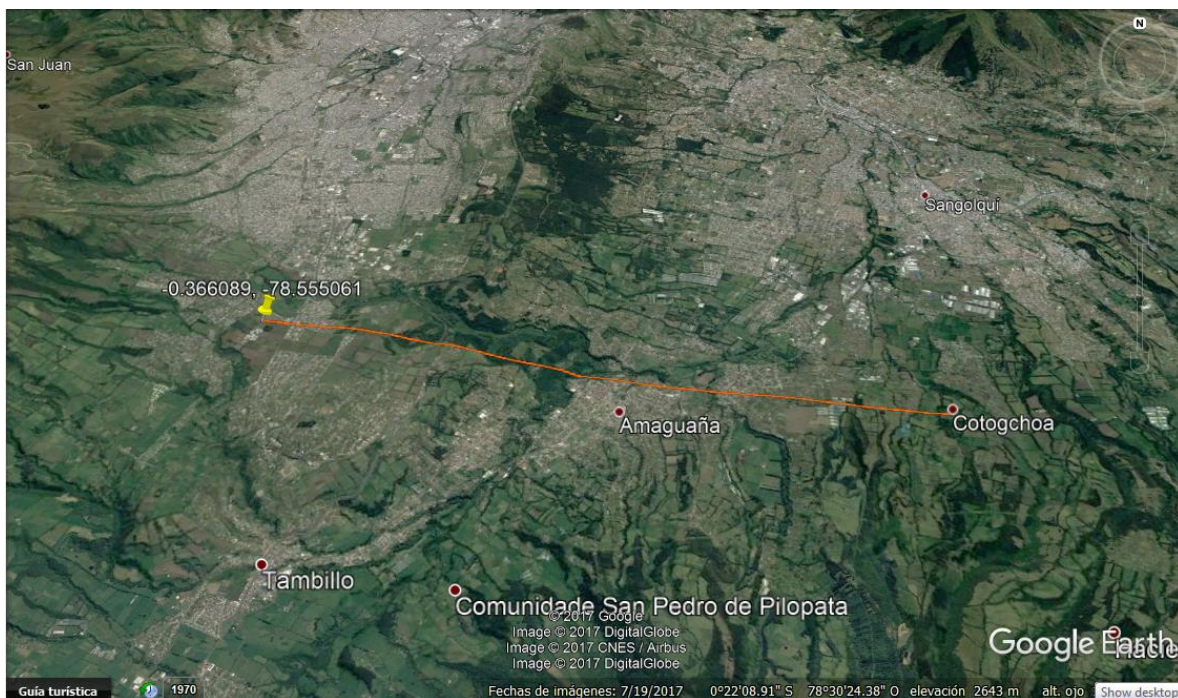 N
San Juan
Sangolquí
-0.366089, -78.555061
Amaguaña
Cotogchoa
Tambillo
Comunidade San Pedro de Pilopata
© 2017 Google
Image © 2017 DigitalGlobe
Image © 2017 CNES / Airbus
Image © 2017 DigitalGlobe
Google Earth
Guía turística
1970
Fechas de imágenes: 7/19/2017 0°22'08.91" S 78°30'24.38" O elevación 2643 m alt. ojo
Show desktop